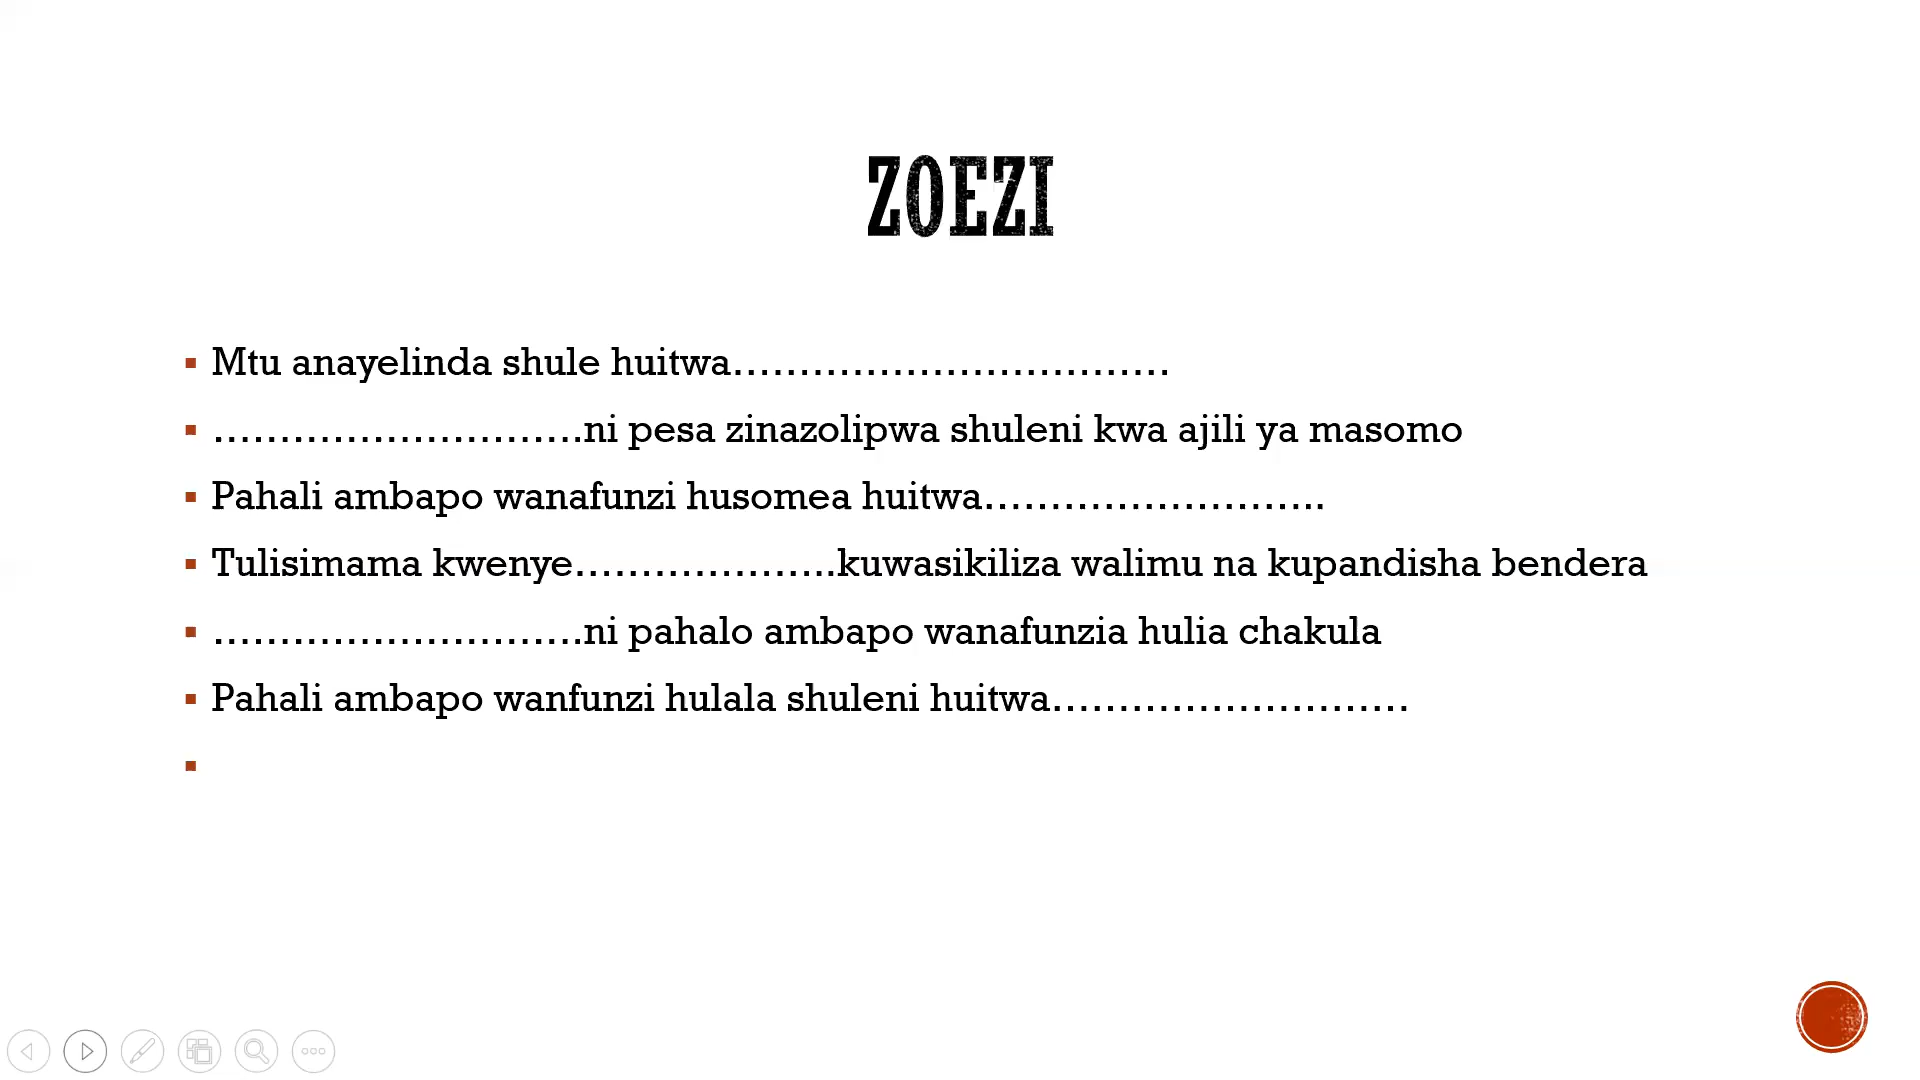 ZOEZI
Mtu anayelinda shule huitwa……………………………
……………………….ni pesa zinazolipwa shuleni kwa ajili ya masomo
Pahali ambapo wanafunzi husomea huitwa……………………..
Tulisimama kwenye……………….kuwasikiliza walimu na kupandisha bendera
……………………….ni pahalo ambapo wanafunzia hulia chakula
Pahali ambapo wanfunzi hulala shuleni huitwa………………………